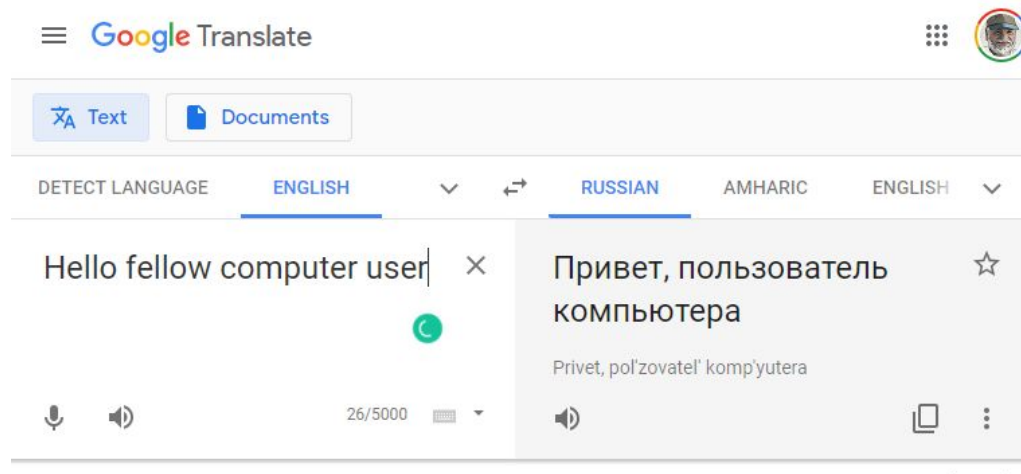 Google Translate
Text
Documents
DETECT LANGUAGE
ENGLISH
RUSSIAN
AMHARIC
ENGLISH
Hello fellow computer user
26/5000
Привет, пользователь
компьютера
Privet, pol'zovatel' komp'yutera